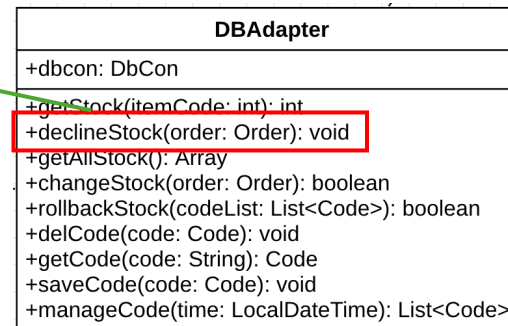 DBAdapter
+dbcon: DbCon
+getStock(itemCode: int): int
+declineStock(order: Order): void
+getAllStock(): Array
+changeStock(order: Order): boolean
+rollbackStock(codeList: List<Code>): boolean
+delCode(code: Code): void
+getCode(code: String): Code
+saveCode(code: Code): void
+manageCode(time: LocalDateTime): List<Code>